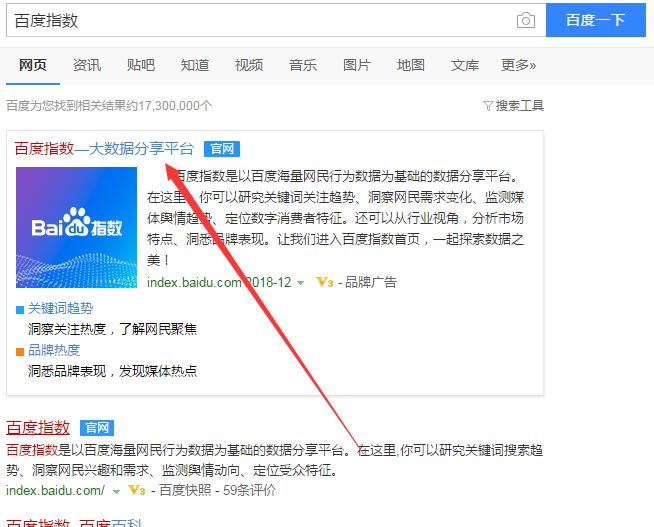 百度指数
百度一下
网页 资讯 贴吧 知道 视频 音乐 图片 地图 文库 更多»
百度为您找到相关结果约17,300,000个
搜索工具
百度指数—大数据分享平台 官网
百度指数是以百度海量网民行为数据为基础的数据分享平台。
在这里，你可以研究关键词关注趋势、洞察网民需求变化、监测媒
体舆情趋势、定位数字消费者特征。还可以从行业视角，分析市场
特点、洞悉品牌表现。让我们进入百度指数首页，一起探索数据之
美！
Bai du 指数
index.baidu.com 2018-12 V3 - 品牌广告
关键词趋势
洞察关注热度，了解网民聚焦
品牌热度
洞悉品牌表现，发现媒体热点
百度指数 官网
百度指数是以百度海量网民行为数据为基础的数据分享平台。在这里,你可以研究关键词搜索趋
势、洞察网民兴趣和需求、监测舆情动向、定位受众特征。
index.baidu.com/ V3 - 百度快照 - 59条评价
百度指数 百度百科